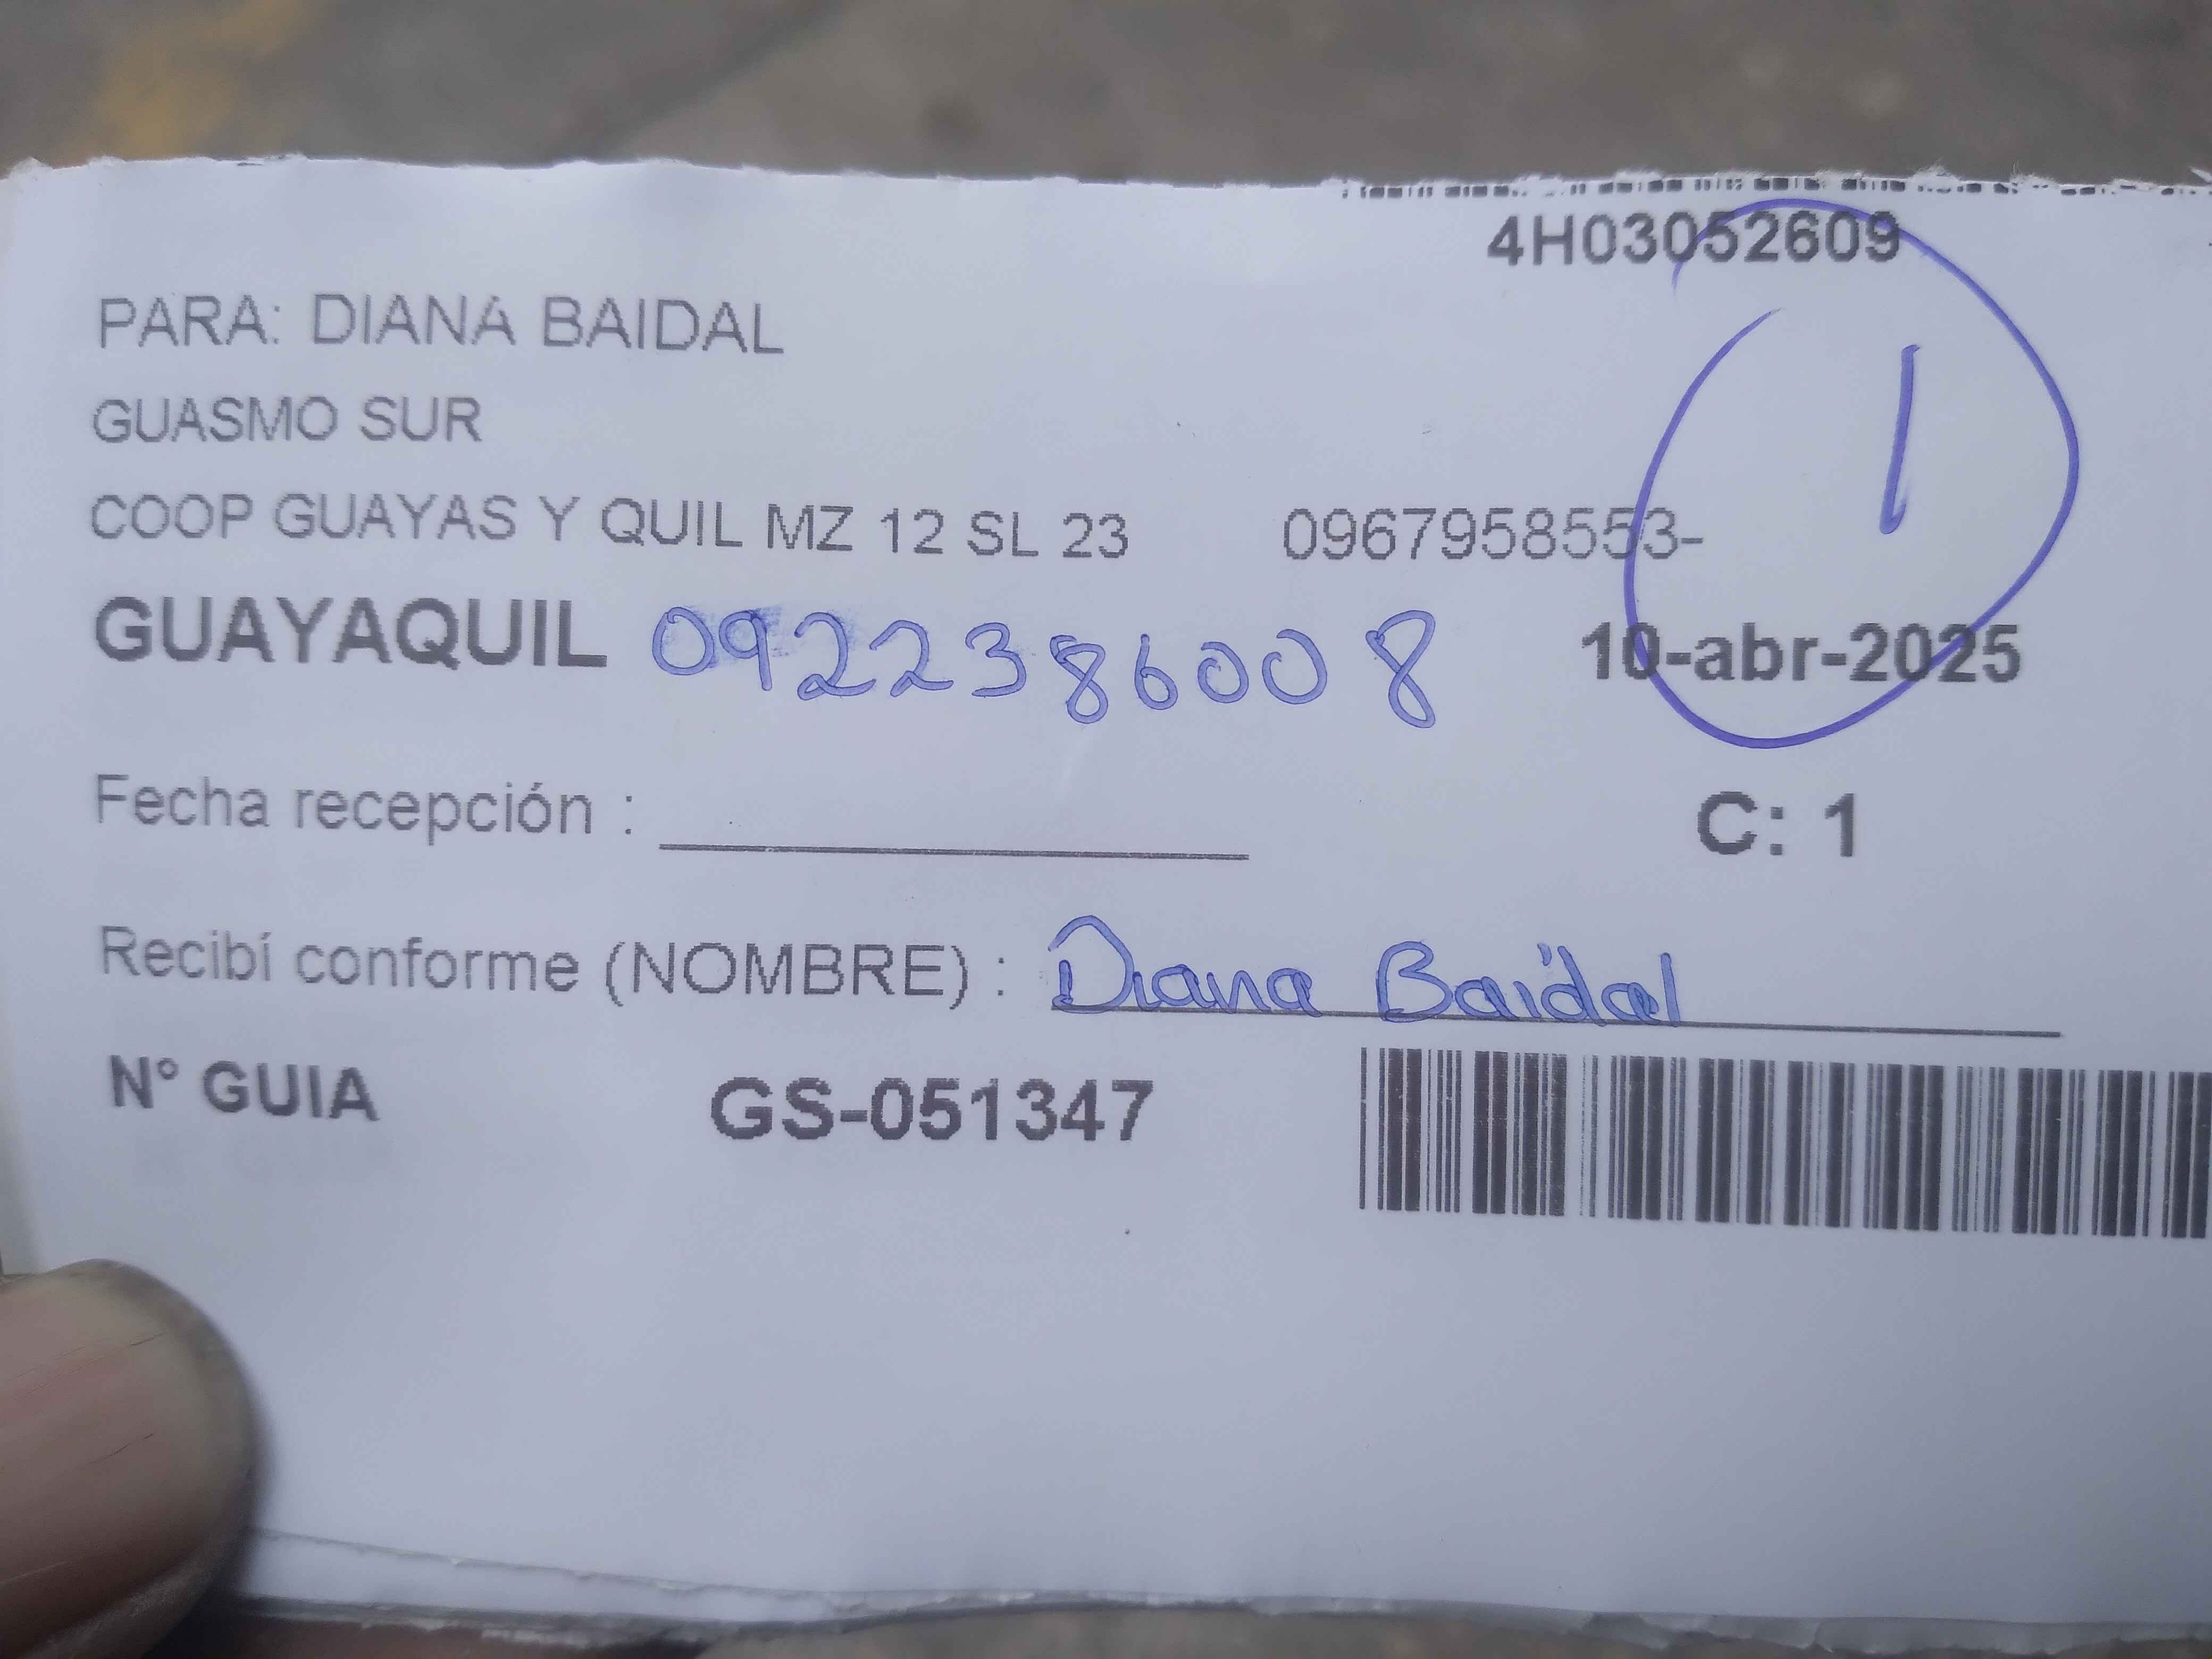 4H03052609
PARA: DIANA BAIDAL
GUASMO SUR
1
COOP GUAYAS Y QUIL MZ 12 SL 23 0967958553-
GUAYAQUIL 0922386008 10-abr-2025
Fecha recepción : C: 1
Recibí conforme (NOMBRE) : Diana Baidal
N° GUIA GS-051347